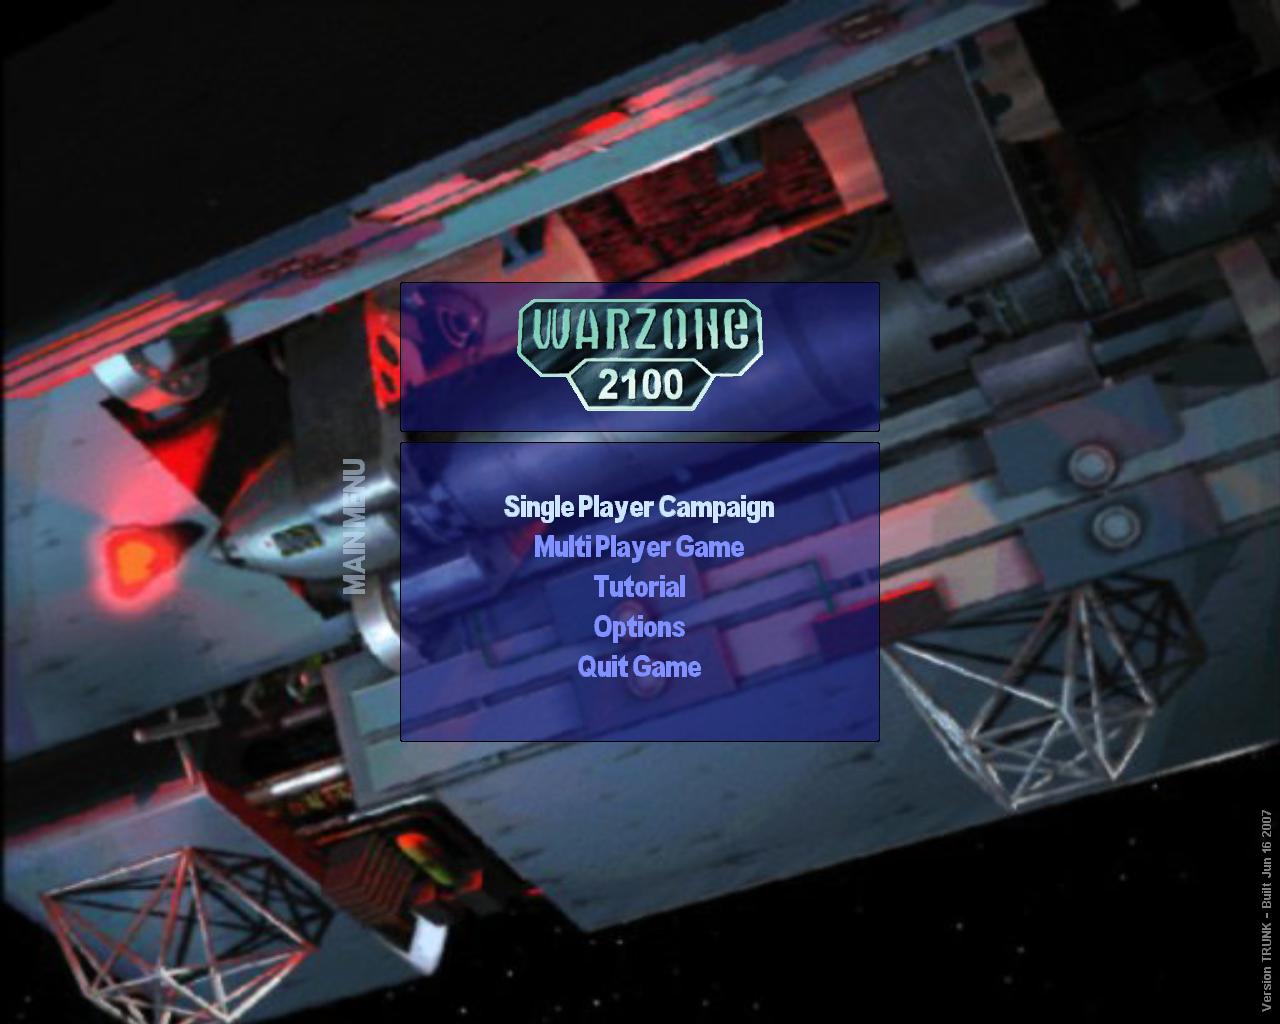 WARZONE
2100
MAIN MENU
Single Player Campaign
Multi Player Game
Tutorial
Options
Quit Game
Version TRUNK - Built Jun 16 2007